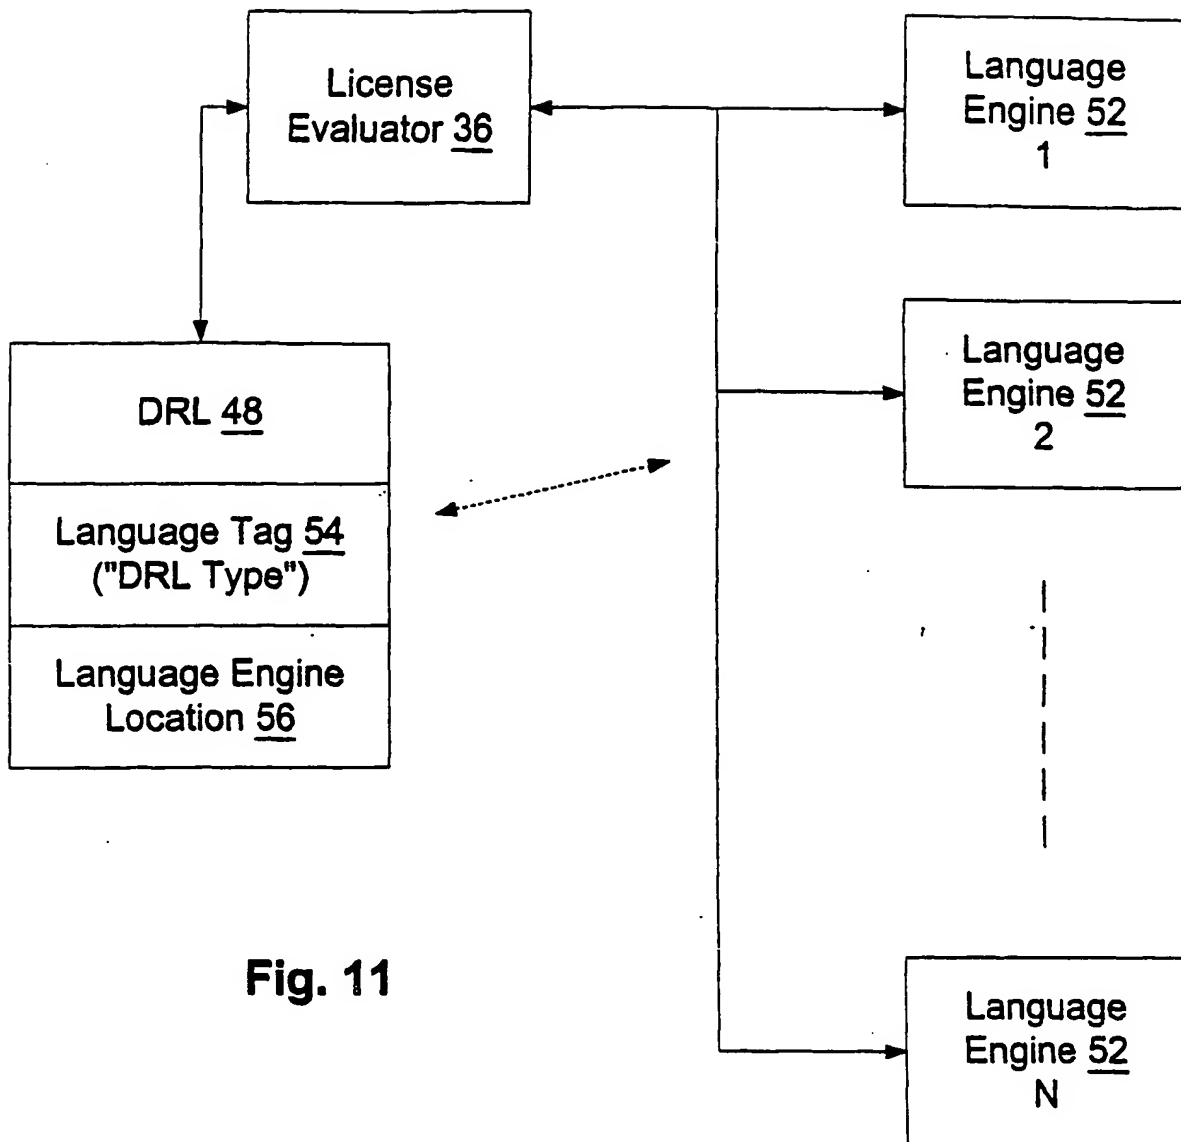 License
Evaluator 36
Language
Engine 52
1
Language
Engine 52
2
DRL 48
Language Tag 54
("DRL Type")
Language Engine
Location 56
Fig. 11
Language
Engine 52
N